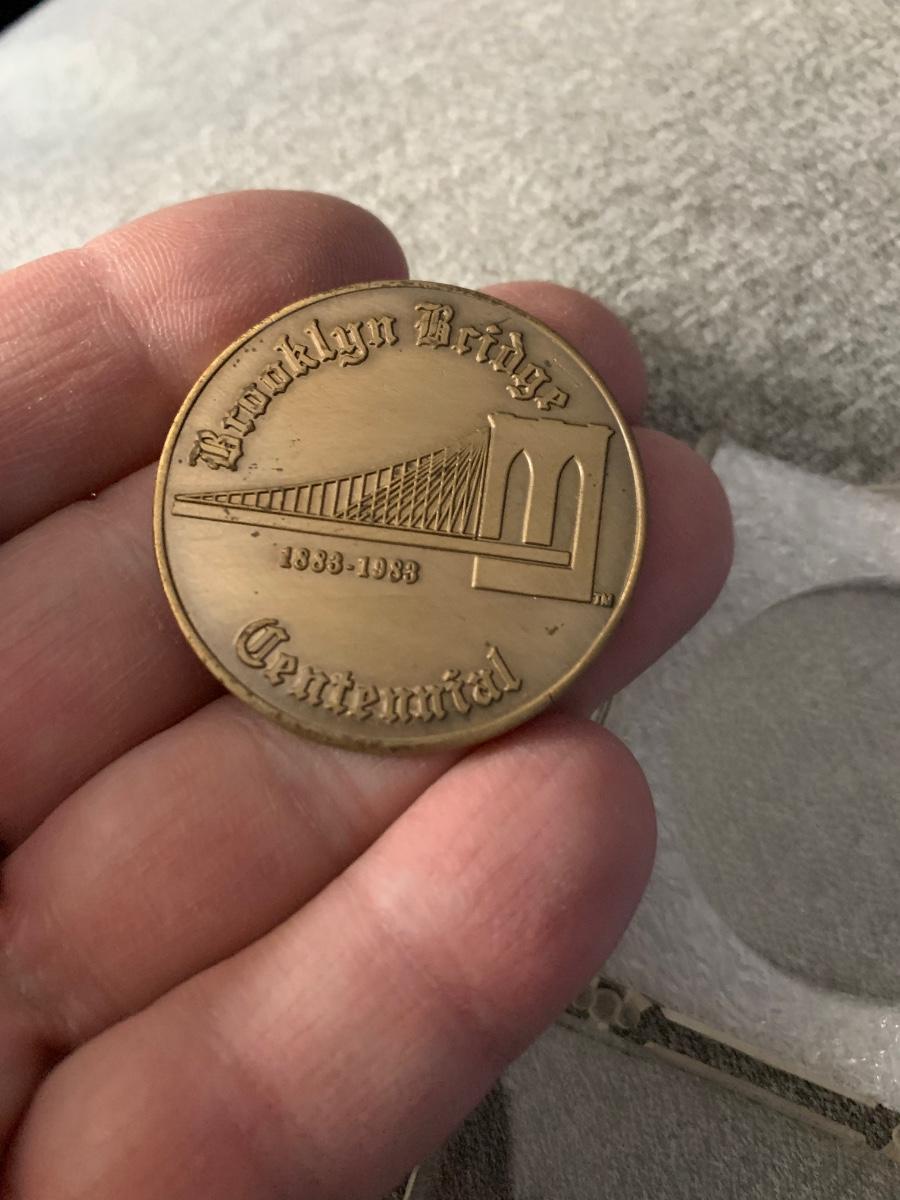 Brooklyn Bridge
1883-1983
TM
Centennial